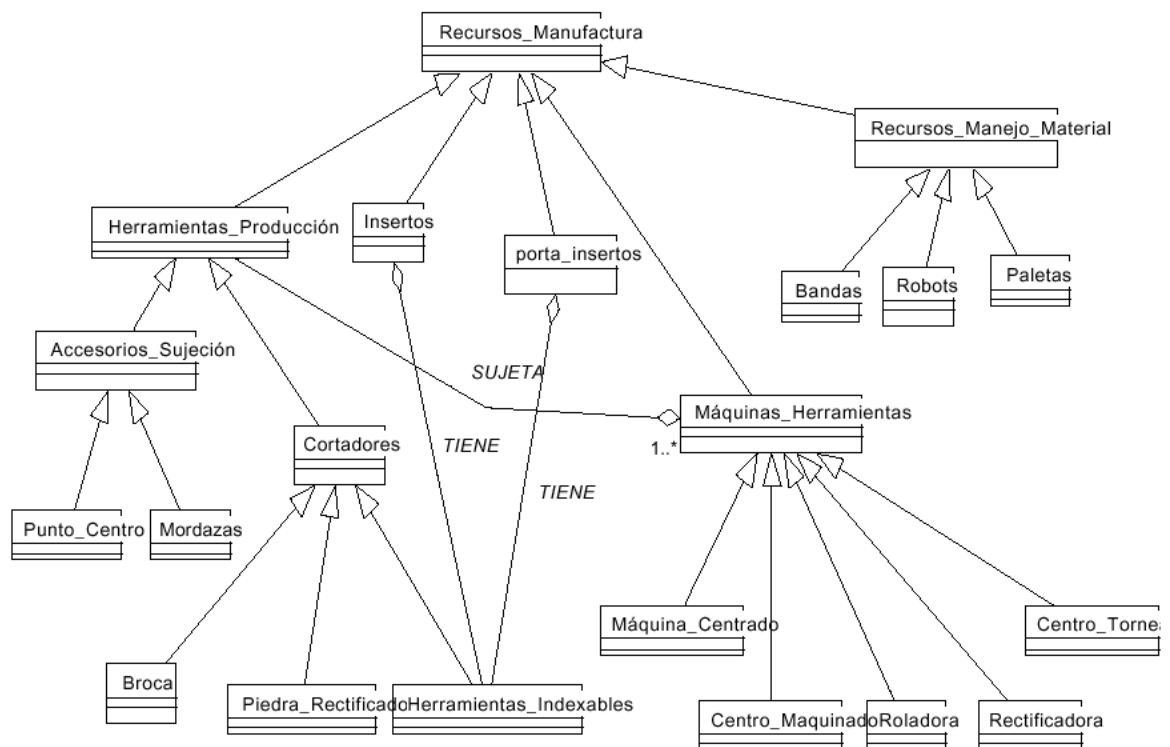 Recursos_Manufactura
Recursos_Manejo_Material
Herramientas_Producción
Insertos
porta_insertos
Bandas
Robots
Paletas
Accesorios_Sujeción
SUJETA
Máquinas_Herramientas
1..*
Cortadores
TIENE
TIENE
Punto_Centro
Mordazas
Máquina_Centrado
Centro_Tornea
Broca
Piedra_Rectificado
Herramientas_Indexables
Centro_Maquinado
Roladora
Rectificadora